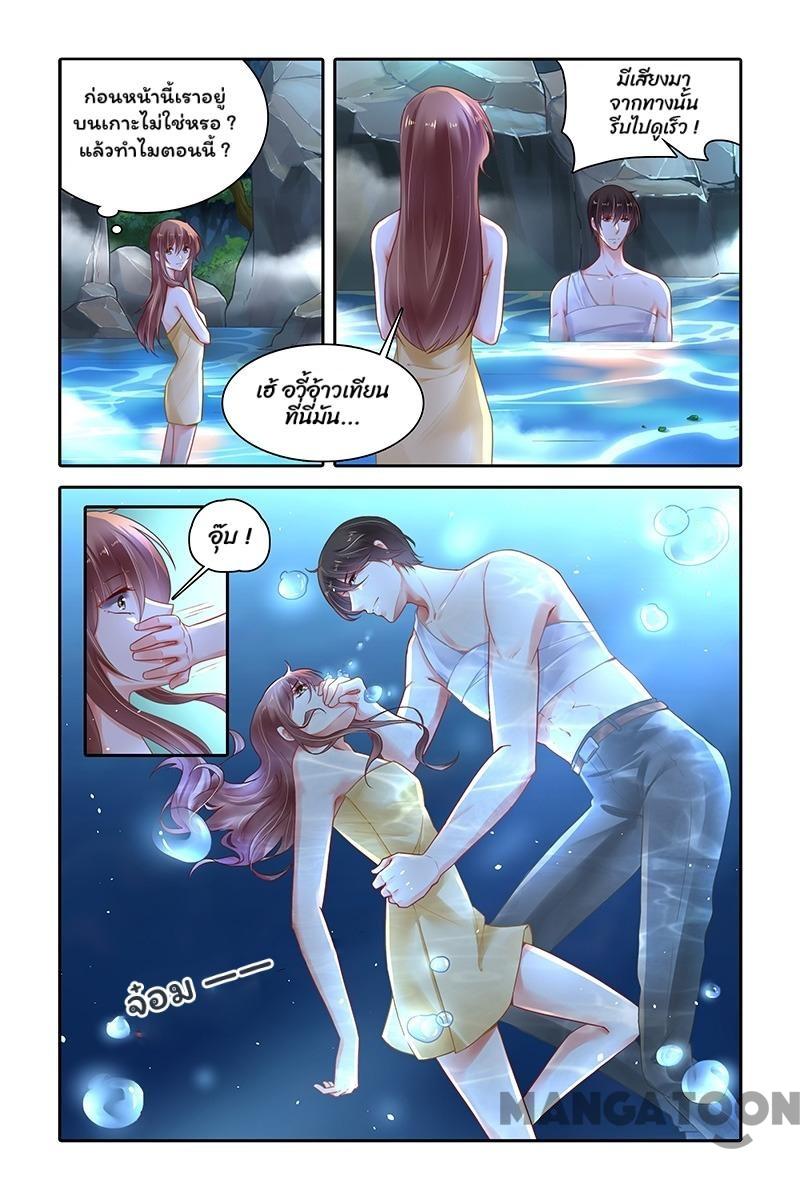 ก่อนหน้านี้เราอยู่
บนเกาะไม่ใช่หรอ ?
แล้วทำไมตอนนี้ ?
มีเสียงมา
จากทางนั้น
รีบไปดูเร็ว !
เฮ้ อวี้อ้าวเทียน
ที่นี่มัน...
อุ๊บ !
จ๋อม ——
MANGATOON